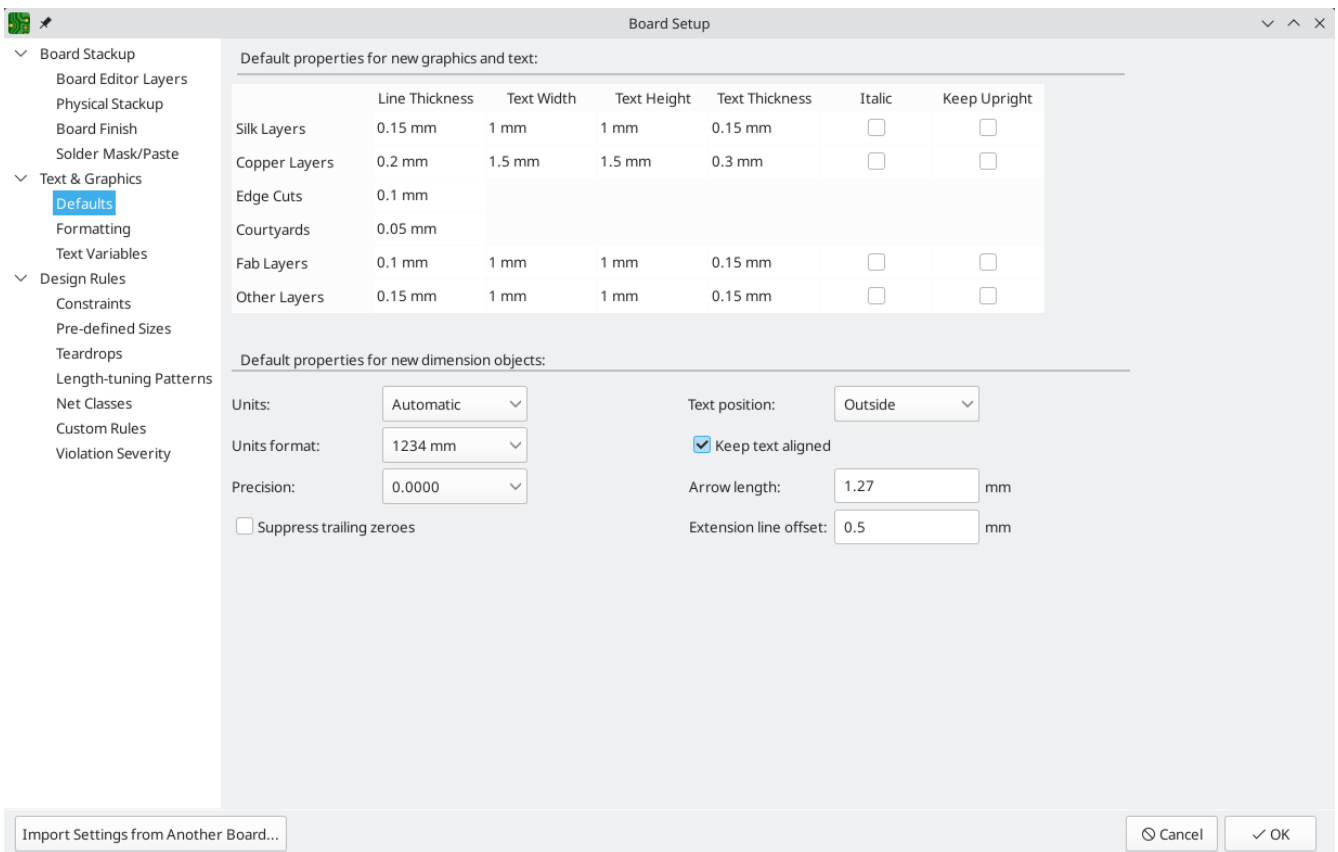 Board Setup
Board Stackup
Board Editor Layers
Physical Stackup
Board Finish
Solder Mask/Paste
Text & Graphics
Defaults
Formatting
Text Variables
Design Rules
Constraints
Pre-defined Sizes
Teardrops
Length-tuning Patterns
Net Classes
Custom Rules
Violation Severity
Default properties for new graphics and text:
Line Thickness Text Width Text Height Text Thickness Italic Keep Upright
Silk Layers 0.15 mm 1 mm 1 mm 0.15 mm
Copper Layers 0.2 mm 1.5 mm 1.5 mm 0.3 mm
Edge Cuts 0.1 mm
Courtyards 0.05 mm
Fab Layers 0.1 mm 1 mm 1 mm 0.15 mm
Other Layers 0.15 mm 1 mm 1 mm 0.15 mm
Default properties for new dimension objects:
Units: Automatic Text position: Outside
Units format: 1234 mm Keep text aligned
Precision: 0.0000 Arrow length: 1.27 mm
Suppress trailing zeroes Extension line offset: 0.5 mm
Import Settings from Another Board... Cancel OK